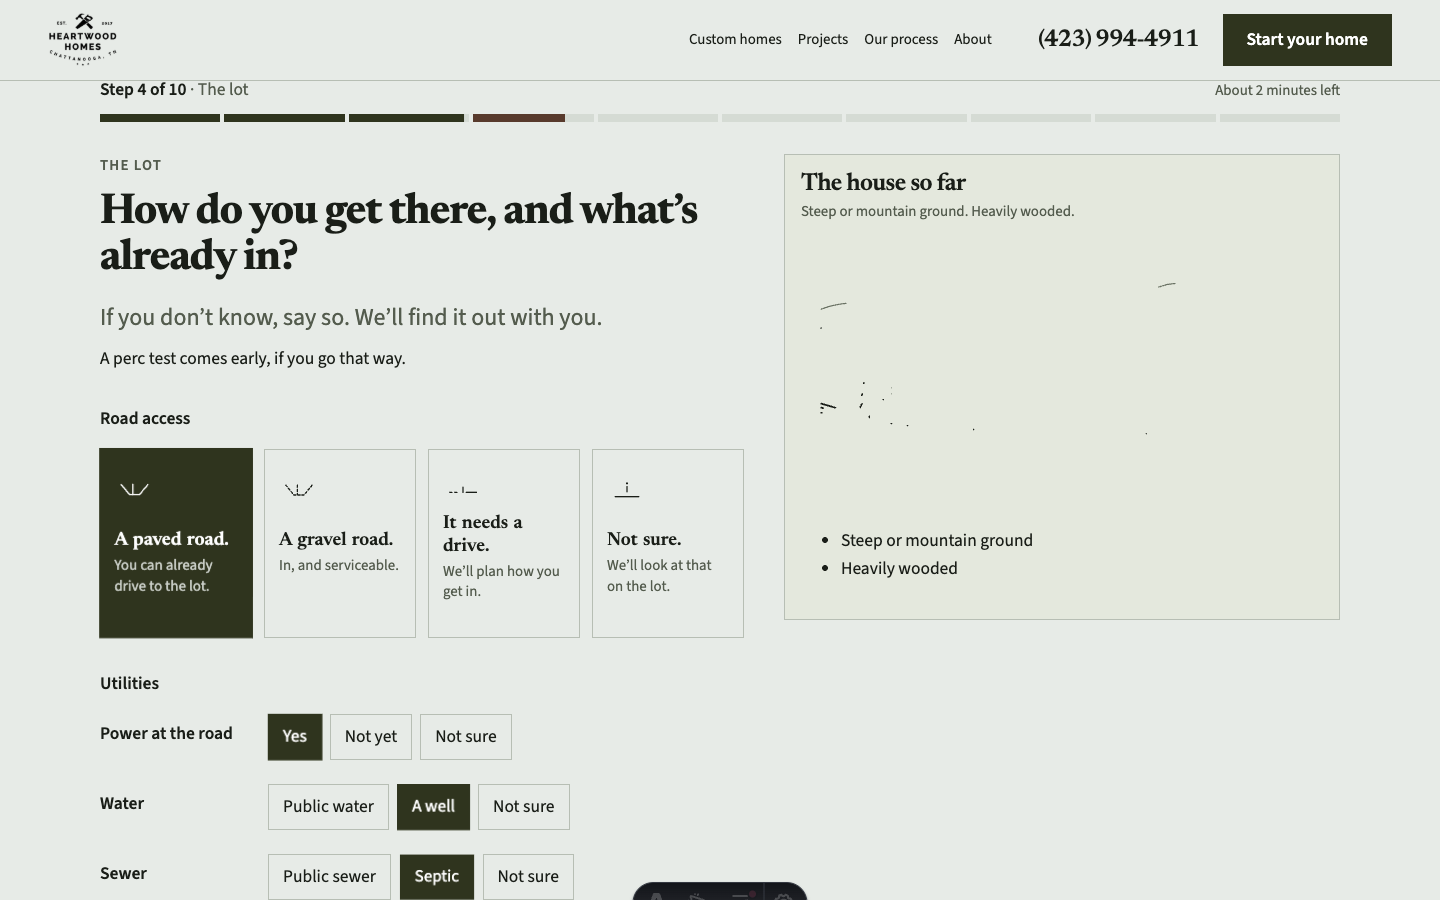 EST. 2017
HEARTWOOD
HOMES
CHATTANOOGA, TN
Custom homes
Projects
Our process
About
(423) 994-4911
Start your home
Step 4 of 10 · The lot
About 2 minutes left
THE LOT
How do you get there, and what’s
already in?
If you don’t know, say so. We’ll find it out with you.
A perc test comes early, if you go that way.
Road access
A paved road.
You can already
drive to the lot.
A gravel road.
In, and serviceable.
It needs a
drive.
We’ll plan how you
get in.
Not sure.
We’ll look at that
on the lot.
Utilities
Power at the road
Yes
Not yet
Not sure
Water
Public water
A well
Not sure
Sewer
Public sewer
Septic
Not sure
The house so far
Steep or mountain ground. Heavily wooded.
Steep or mountain ground
Heavily wooded